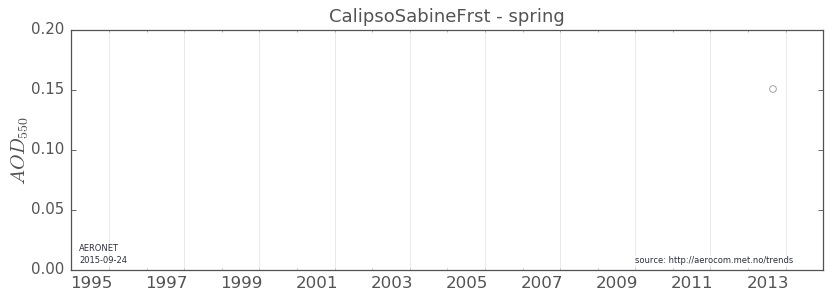 CalipsoSabineFrst - spring
0.20
0.15
0.10
0.05
0.00
AOD550
AERONET
2015-09-24
source: http://aerocom.met.no/trends
1995 1997 1999 2001 2003 2005 2007 2009 2011 2013